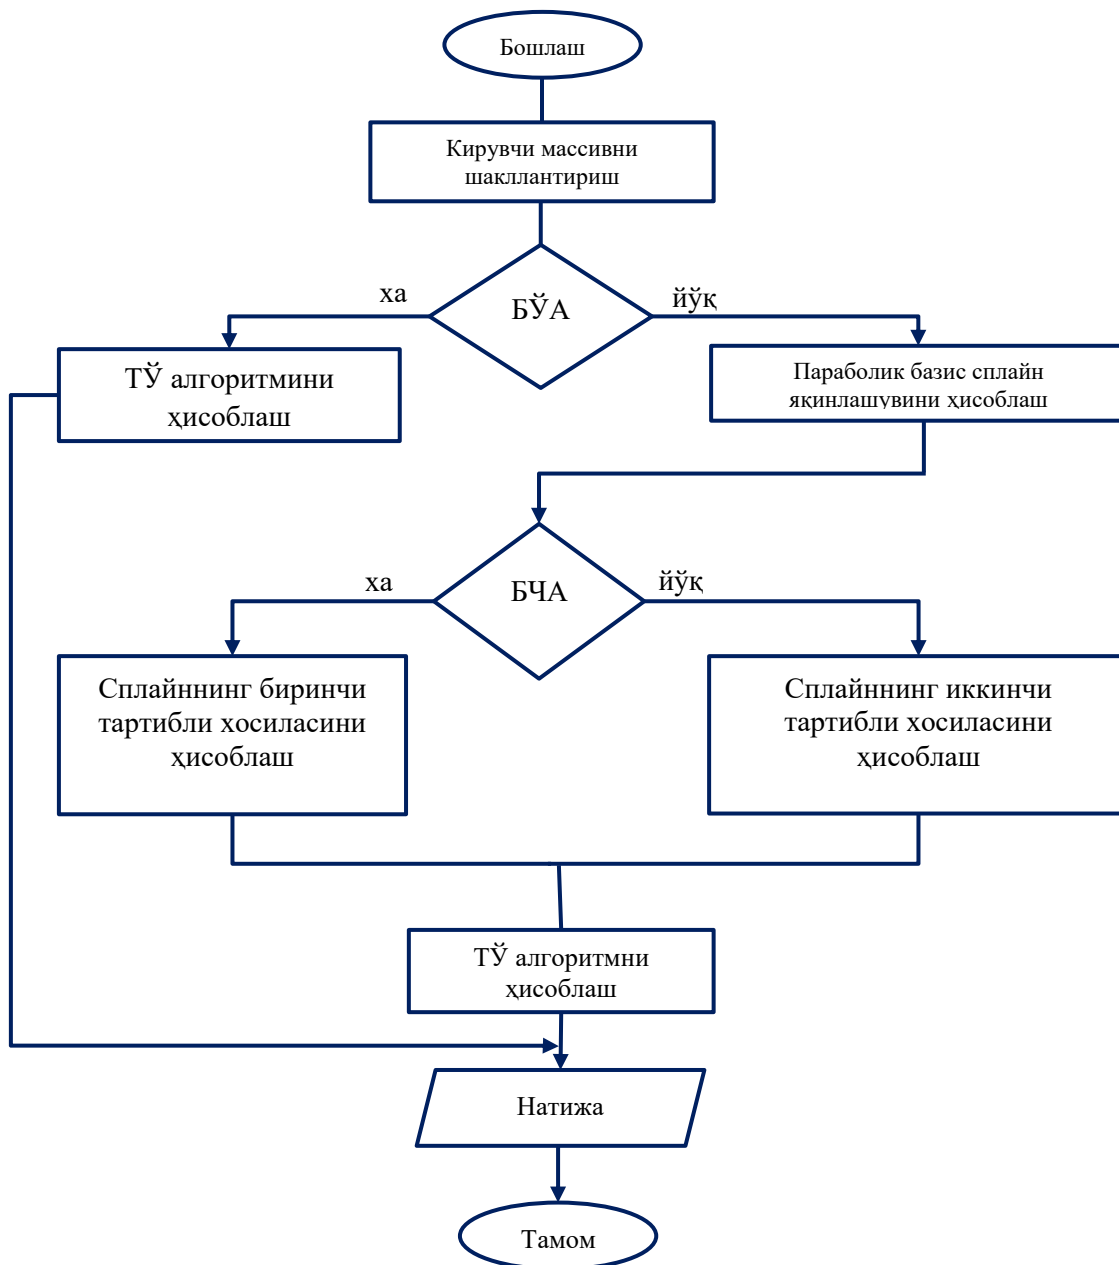 Бошлаш
Кирувчи массивни
шакллантириш
БЎА
ха
йўқ
ТЎ алгоритмини
ҳисоблаш
Параболик базис сплайн
яқинлашувини ҳисоблаш
БЧА
ха
йўқ
Сплайннинг биринчи
тартибли хосиласини
ҳисоблаш
Сплайннинг иккинчи
тартибли хосиласини
ҳисоблаш
ТЎ алгоритмни
ҳисоблаш
Натижа
Тамом